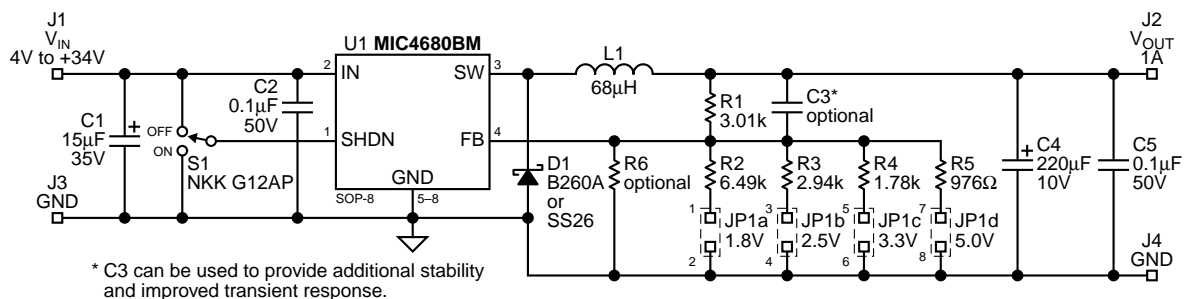 J1
V_IN
4V to +34V
U1 MIC4680BM
L1
68µH
J2
V_OUT
1A
2
IN
SW
3
C2
0.1µF
50V
R1
3.01k
C3*
optional
C1
15µF
35V
+
OFF
ON
S1
NKK G12AP
1
SHDN
FB
4
GND
SOP-8
5–8
D1
B260A
or
SS26
R6
optional
R2
6.49k
R3
2.94k
R4
1.78k
R5
976Ω
+
C4
220µF
10V
C5
0.1µF
50V
J3
GND
1
JP1a
1.8V
2
3
JP1b
2.5V
4
5
JP1c
3.3V
6
7
JP1d
5.0V
8
J4
GND
* C3 can be used to provide additional stability
and improved transient response.